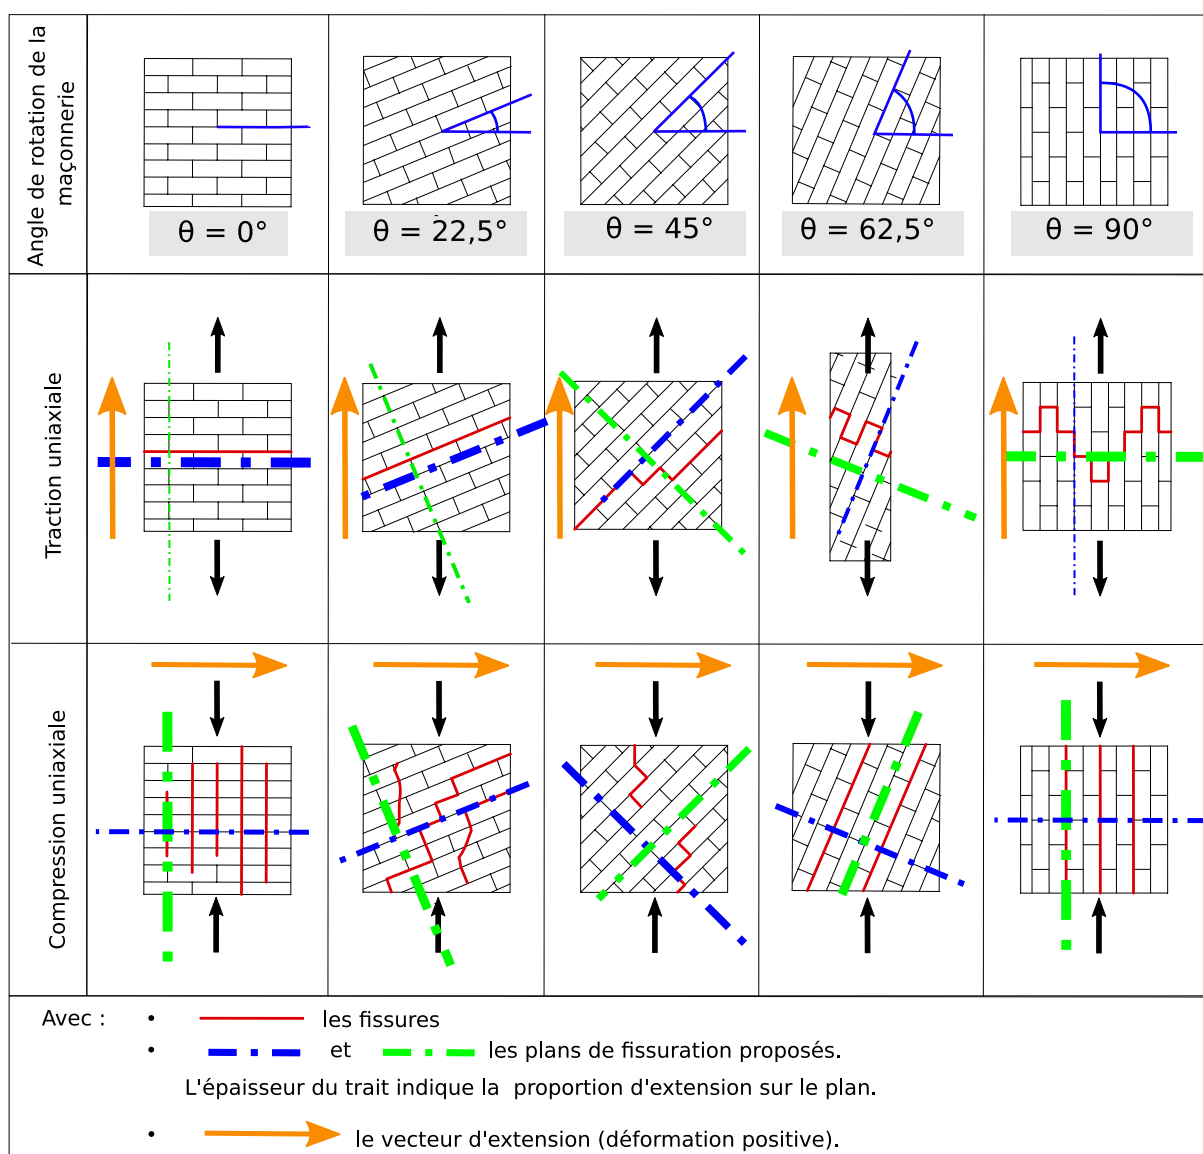 Angle de rotation de la
maçonnerie
θ = 0°
θ = 22,5°
θ = 45°
θ = 62,5°
θ = 90°
Traction uniaxiale
Compression uniaxiale
Avec :
• les fissures
• et les plans de fissuration proposés.
L'épaisseur du trait indique la proportion d'extension sur le plan.
• le vecteur d'extension (déformation positive).